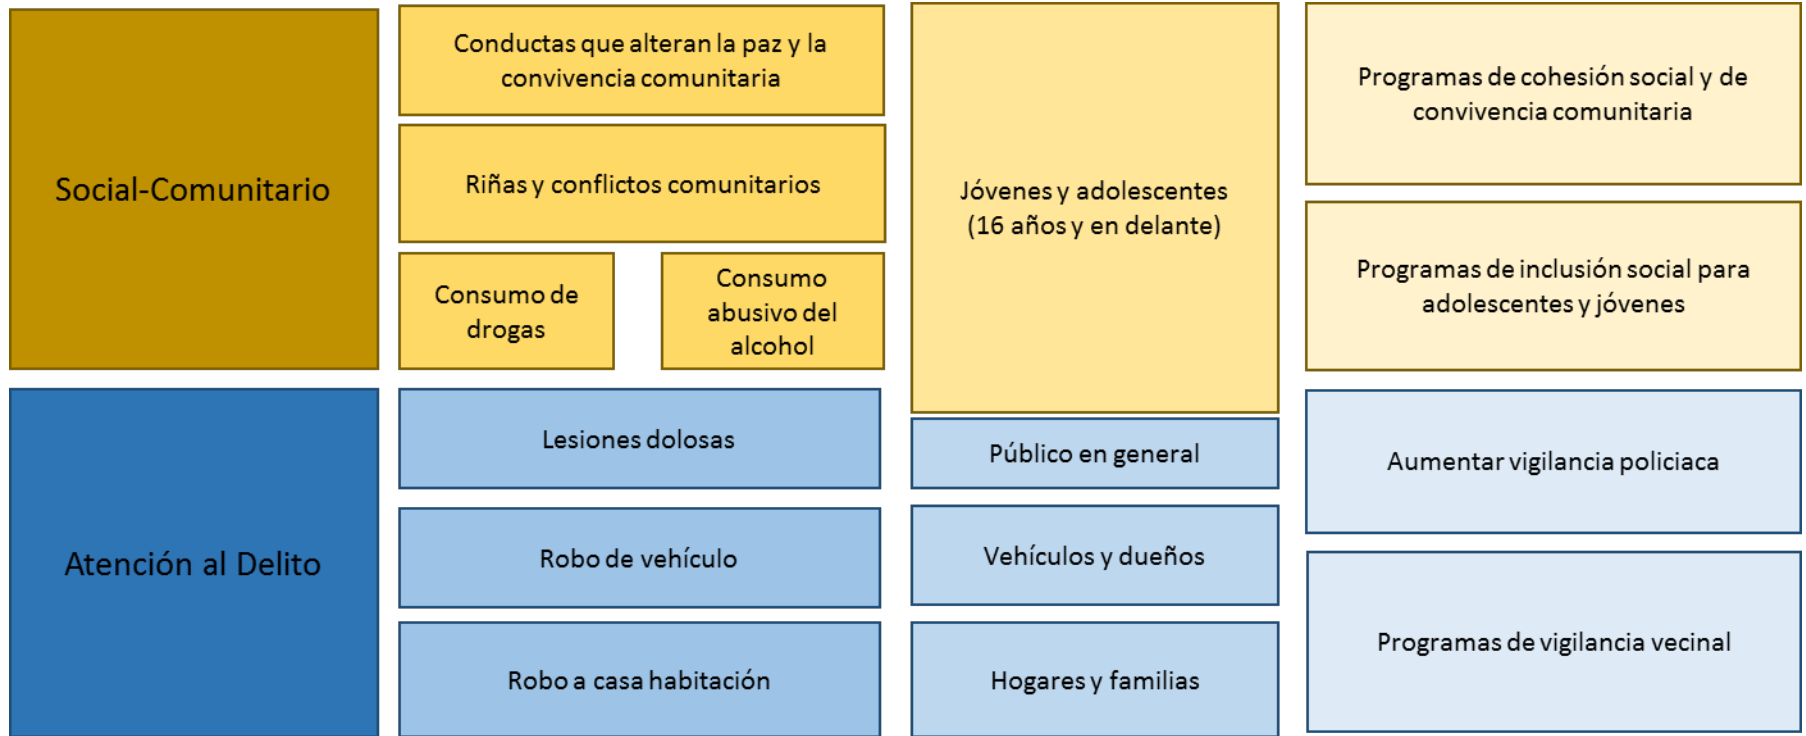 Social-Comunitario
Conductas que alteran la paz y la
convivencia comunitaria
Riñas y conflictos comunitarios
Consumo de
drogas
Consumo
abusivo del
alcohol
Jóvenes y adolescentes
(16 años y en delante)
Programas de cohesión social y de
convivencia comunitaria
Programas de inclusión social para
adolescentes y jóvenes
Atención al Delito
Lesiones dolosas
Robo de vehículo
Robo a casa habitación
Público en general
Vehículos y dueños
Hogares y familias
Aumentar vigilancia policiaca
Programas de vigilancia vecinal